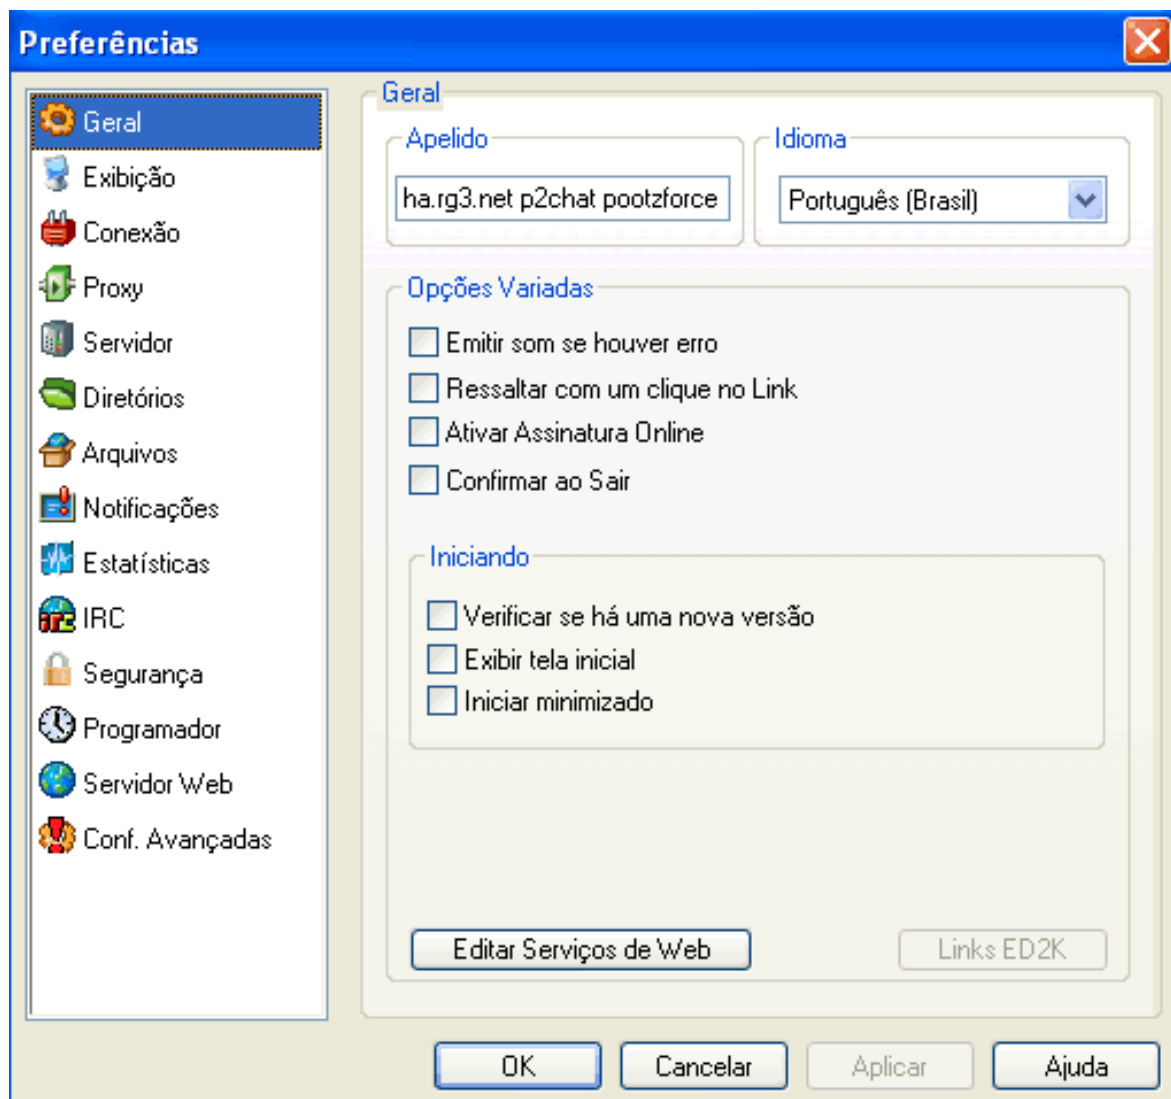 Preferências
Geral
Exibição
Conexão
Proxy
Servidor
Diretórios
Arquivos
Notificações
Estatísticas
IRC
Segurança
Programador
Servidor Web
Conf. Avançadas
Geral
Apelido
ha.rg3.net p2chat pootzforce
Idioma
Português (Brasil)
Opções Variadas
Emitir som se houver erro
Ressaltar com um clique no Link
Ativar Assinatura Online
Confirmar ao Sair
Iniciando
Verificar se há uma nova versão
Exibir tela inicial
Iniciar minimizado
Editar Serviços de Web
Links ED2K
OK
Cancelar
Aplicar
Ajuda